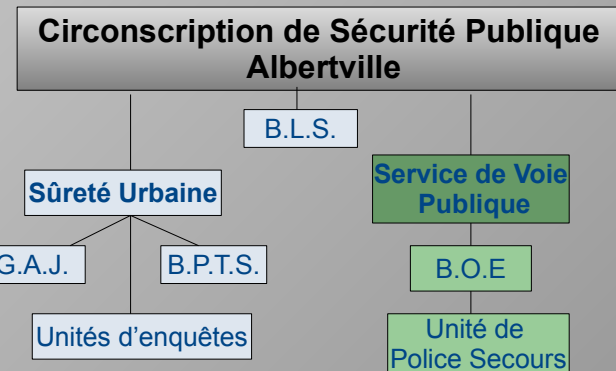 Circonscription de Sécurité Publique
Albertville
B.L.S.
Sûreté Urbaine
Service de Voie
Publique
G.A.J.
B.P.T.S.
B.O.E
Unités d’enquêtes
Unité de
Police Secours